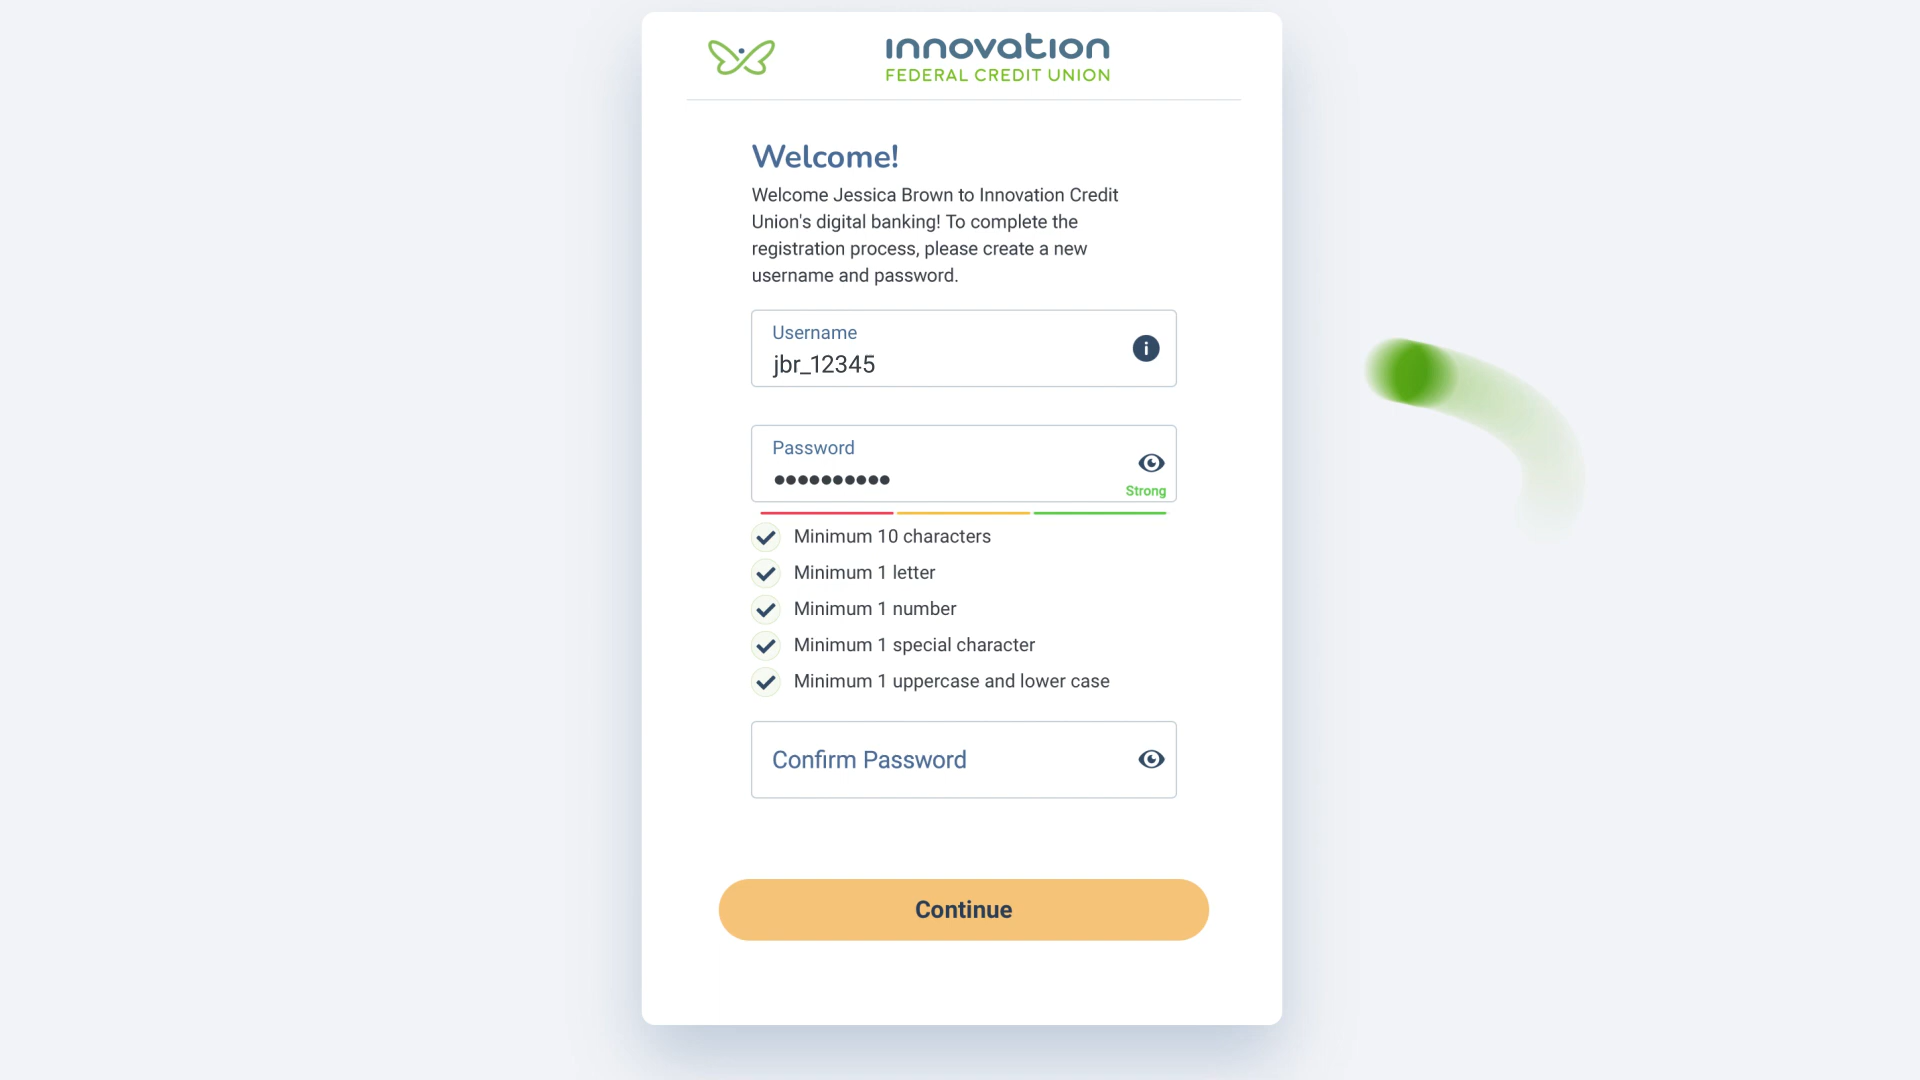 innovation
FEDERAL CREDIT UNION
Welcome!
Welcome Jessica Brown to Innovation Credit
Union's digital banking! To complete the
registration process, please create a new
username and password.
Username
jbr_12345
i
Password
●●●●●●●●●●
Strong
Minimum 10 characters
Minimum 1 letter
Minimum 1 number
Minimum 1 special character
Minimum 1 uppercase and lower case
Confirm Password
Continue